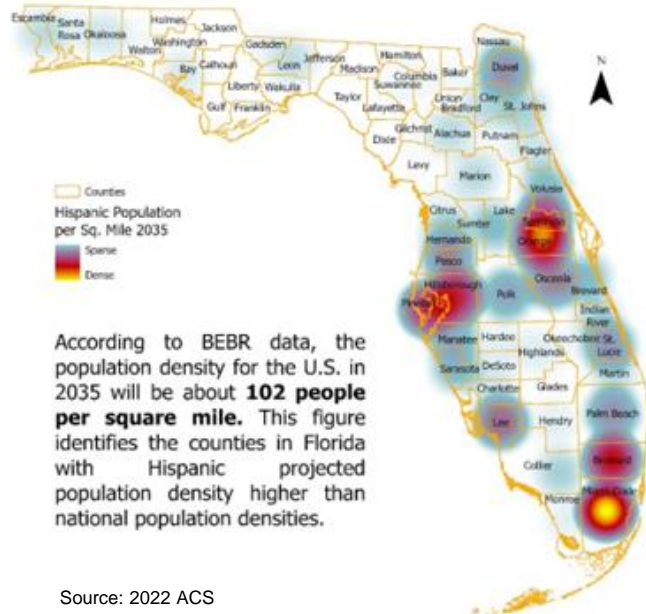 Escambia
Santa
Rosa
Okaloosa
Walton
Holmes
Jackson
Washington
Bay
Calhoun
Gulf
Liberty
Franklin
Gadsden
Leon
Wakulla
Jefferson
Madison
Taylor
Hamilton
Suwannee
Columbia
Lafayette
Dixie
Gilchrist
Baker
Union
Bradford
Alachua
Levy
Nassau
Duval
Clay
St. Johns
Putnam
Flagler
Marion
Volusia
N
Citrus
Sumter
Lake
Hernando
Pasco
Seminole
Orange
Hillsborough
Pinellas
Polk
Osceola
Brevard
Indian
River
Manatee
Hardee
Highlands
Okeechobee
St.
Lucie
Sarasota
DeSoto
Martin
Charlotte
Glades
Lee
Hendry
Palm Beach
Collier
Broward
Monroe
Miami-Dade
Counties
Hispanic Population
per Sq. Mile 2035
Sparse
Dense
According to BEBR data, the
population density for the U.S. in
2035 will be about 102 people
per square mile. This figure
identifies the counties in Florida
with Hispanic projected
population density higher than
national population densities.
Source: 2022 ACS